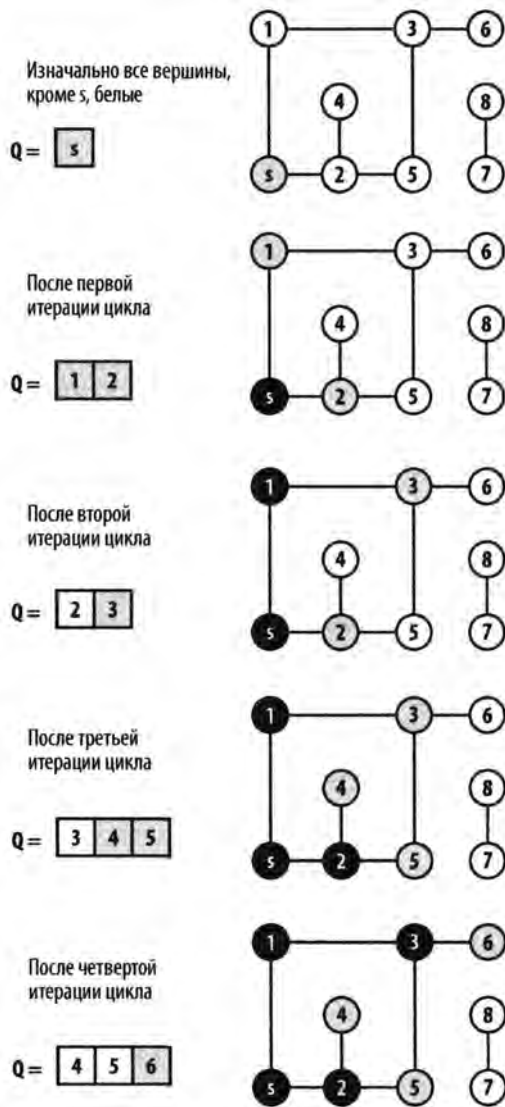 Изначально все вершины,
кроме s, белые
Q = s
1 3 6
4 8
s 2 5 7
После первой
итерации цикла
Q = 1 2
1 3 6
4 8
s 2 5 7
После второй
итерации цикла
Q = 2 3
1 3 6
4 8
s 2 5 7
После третьей
итерации цикла
Q = 3 4 5
1 3 6
4 8
s 2 5 7
После четвертой
итерации цикла
Q = 4 5 6
1 3 6
4 8
s 2 5 7